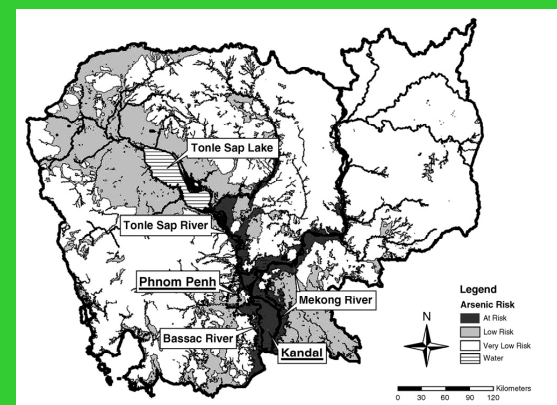 Tonle Sap Lake
Tonle Sap River
Phnom Penh
Mekong River
Bassac River
Kandal
N
Legend
Arsenic Risk
At Risk
Low Risk
Very Low Risk
Water
Kilometers
0 30 60 90 120